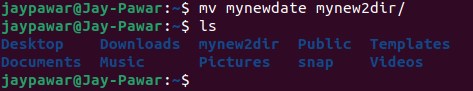 jaypawar@Jay-Pawar:~$ mv mynewdate mynew2dir/
jaypawar@Jay-Pawar:~$ ls
Desktop Downloads mynew2dir Public Templates
Documents Music Pictures snap Videos
jaypawar@Jay-Pawar:~$